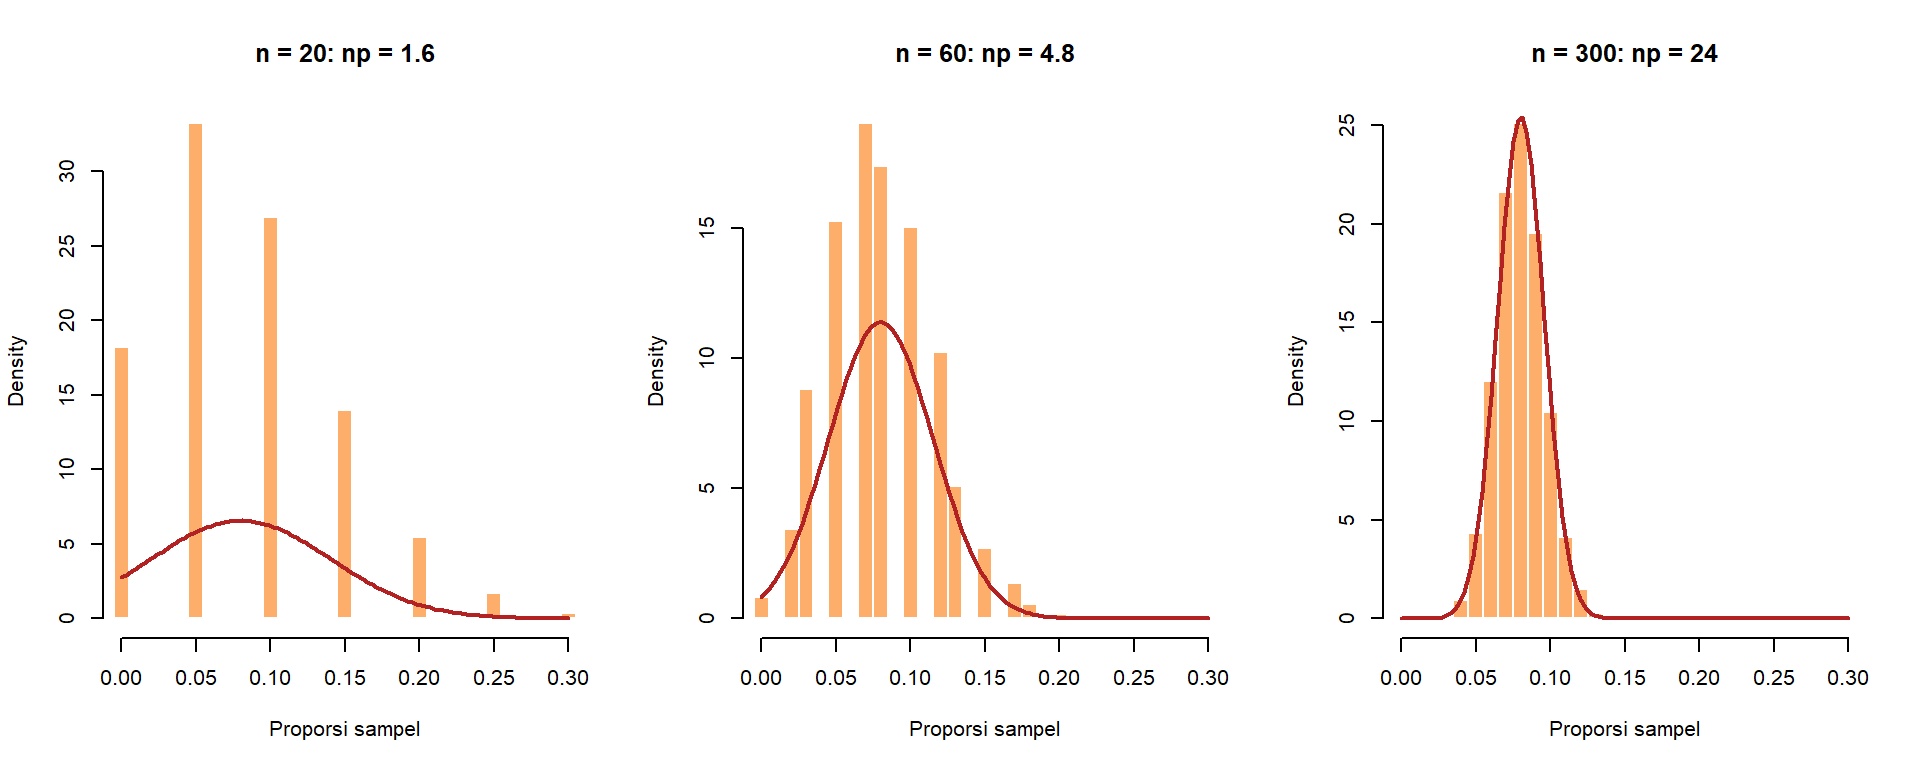 n = 20: np = 1.6
Density
0 5 10 15 20 25 30
0.00 0.05 0.10 0.15 0.20 0.25 0.30
Proporsi sampel
n = 60: np = 4.8
Density
0 5 10 15
0.00 0.05 0.10 0.15 0.20 0.25 0.30
Proporsi sampel
n = 300: np = 24
Density
0 5 10 15 20 25
0.00 0.05 0.10 0.15 0.20 0.25 0.30
Proporsi sampel